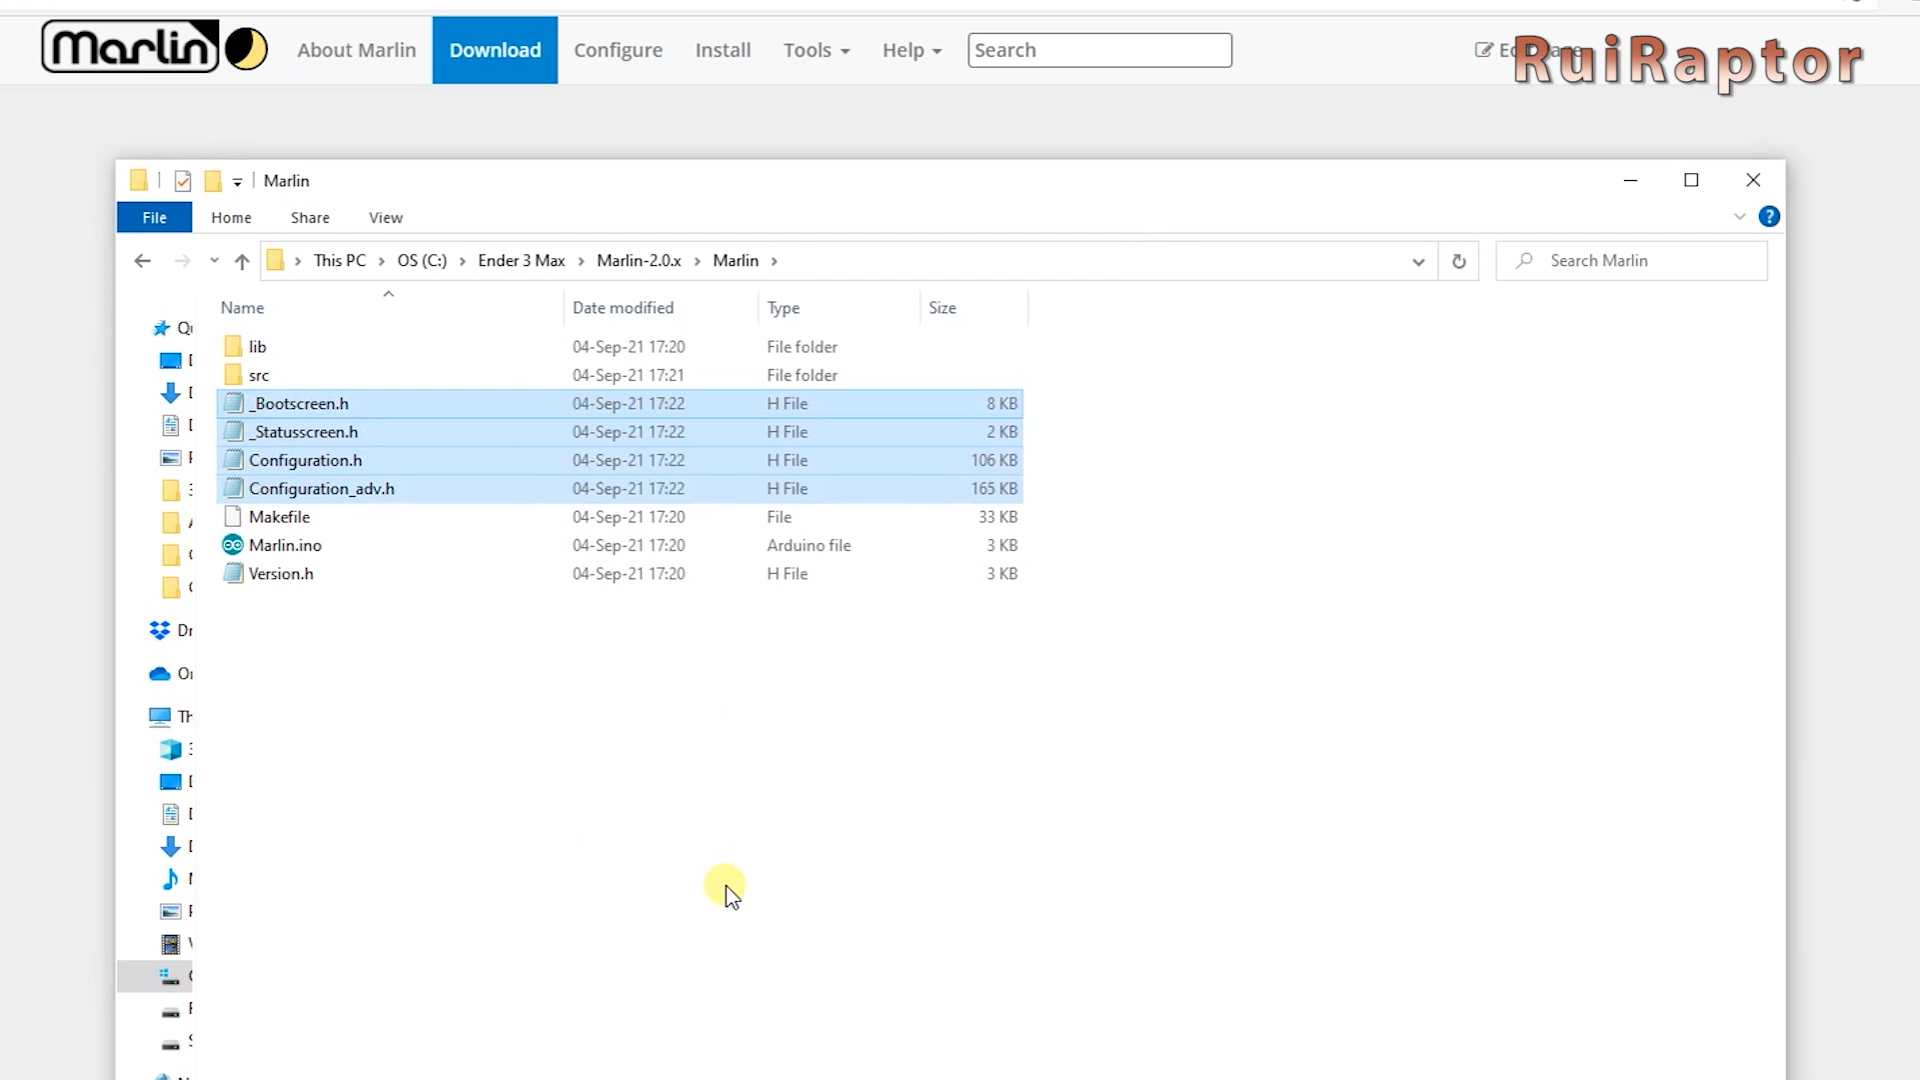 Marlin About Marlin Download Configure Install Tools Help Search RuiRaptor
Marlin
File Home Share View
This PC OS (C:) Ender 3 Max Marlin-2.0.x Marlin Search Marlin
Name Date modified Type Size
lib 04-Sep-21 17:20 File folder
src 04-Sep-21 17:21 File folder
_Bootscreen.h 04-Sep-21 17:22 H File 8 KB
_Statusscreen.h 04-Sep-21 17:22 H File 2 KB
Configuration.h 04-Sep-21 17:22 H File 106 KB
Configuration_adv.h 04-Sep-21 17:22 H File 165 KB
Makefile 04-Sep-21 17:20 File 33 KB
Marlin.ino 04-Sep-21 17:20 Arduino file 3 KB
Version.h 04-Sep-21 17:20 H File 3 KB